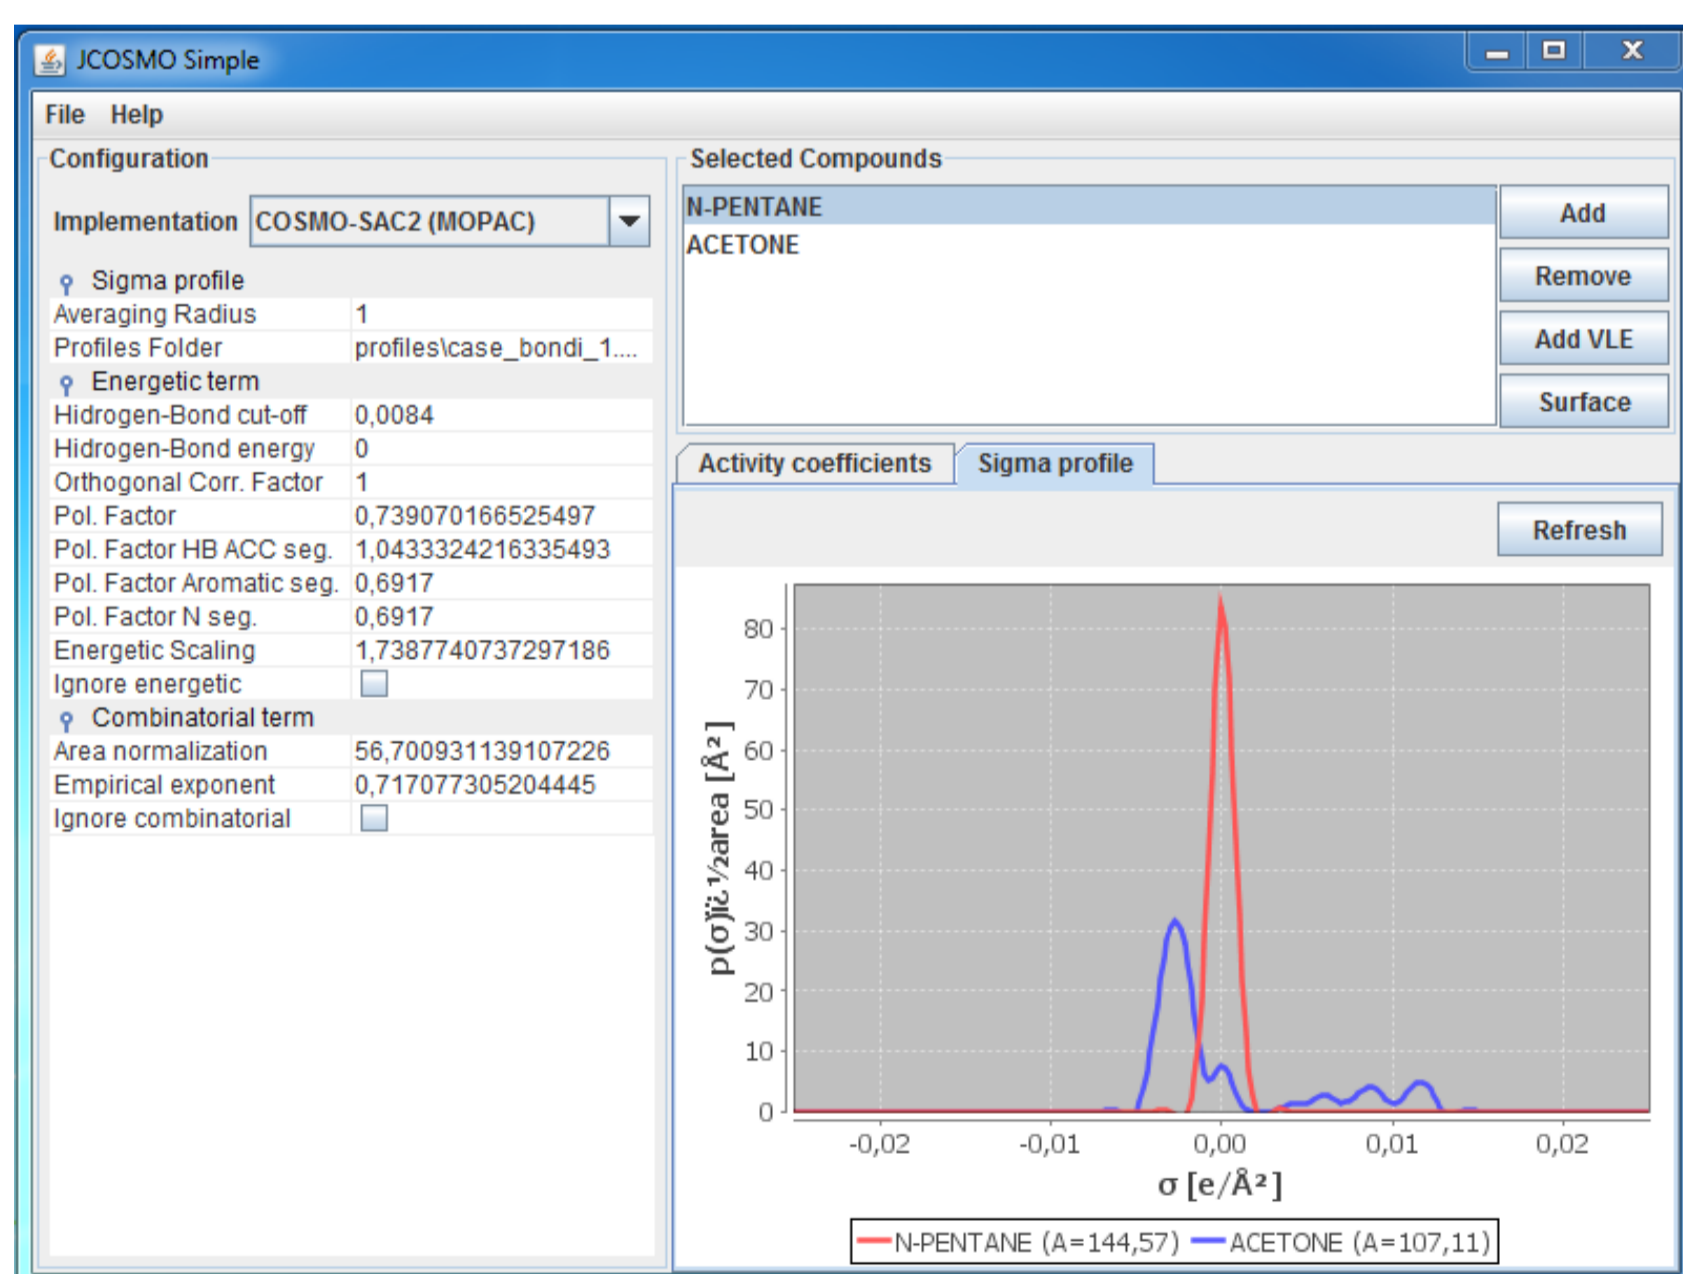 JCOSMO Simple
File Help
Configuration
Implementation COSMO-SAC2 (MOPAC)
Sigma profile
Averaging Radius 1
Profiles Folder profiles\case_bondi_1....
Energetic term
Hidrogen-Bond cut-off 0,0084
Hidrogen-Bond energy 0
Orthogonal Corr. Factor 1
Pol. Factor 0,739070166525497
Pol. Factor HB ACC seg. 1,0433324216335493
Pol. Factor Aromatic seg. 0,6917
Pol. Factor N seg. 0,6917
Energetic Scaling 1,7387740737297186
Ignore energetic
Combinatorial term
Area normalization 56,700931139107226
Empirical exponent 0,717077305204445
Ignore combinatorial
Selected Compounds
N-PENTANE
ACETONE
Add
Remove
Add VLE
Surface
Activity coefficients Sigma profile
Refresh
p(σ)ï¿½area [Å²]
80
70
60
50
40
30
20
10
0
-0,02 -0,01 0,00 0,01 0,02
σ [e/Å²]
N-PENTANE (A=144,57) ACETONE (A=107,11)